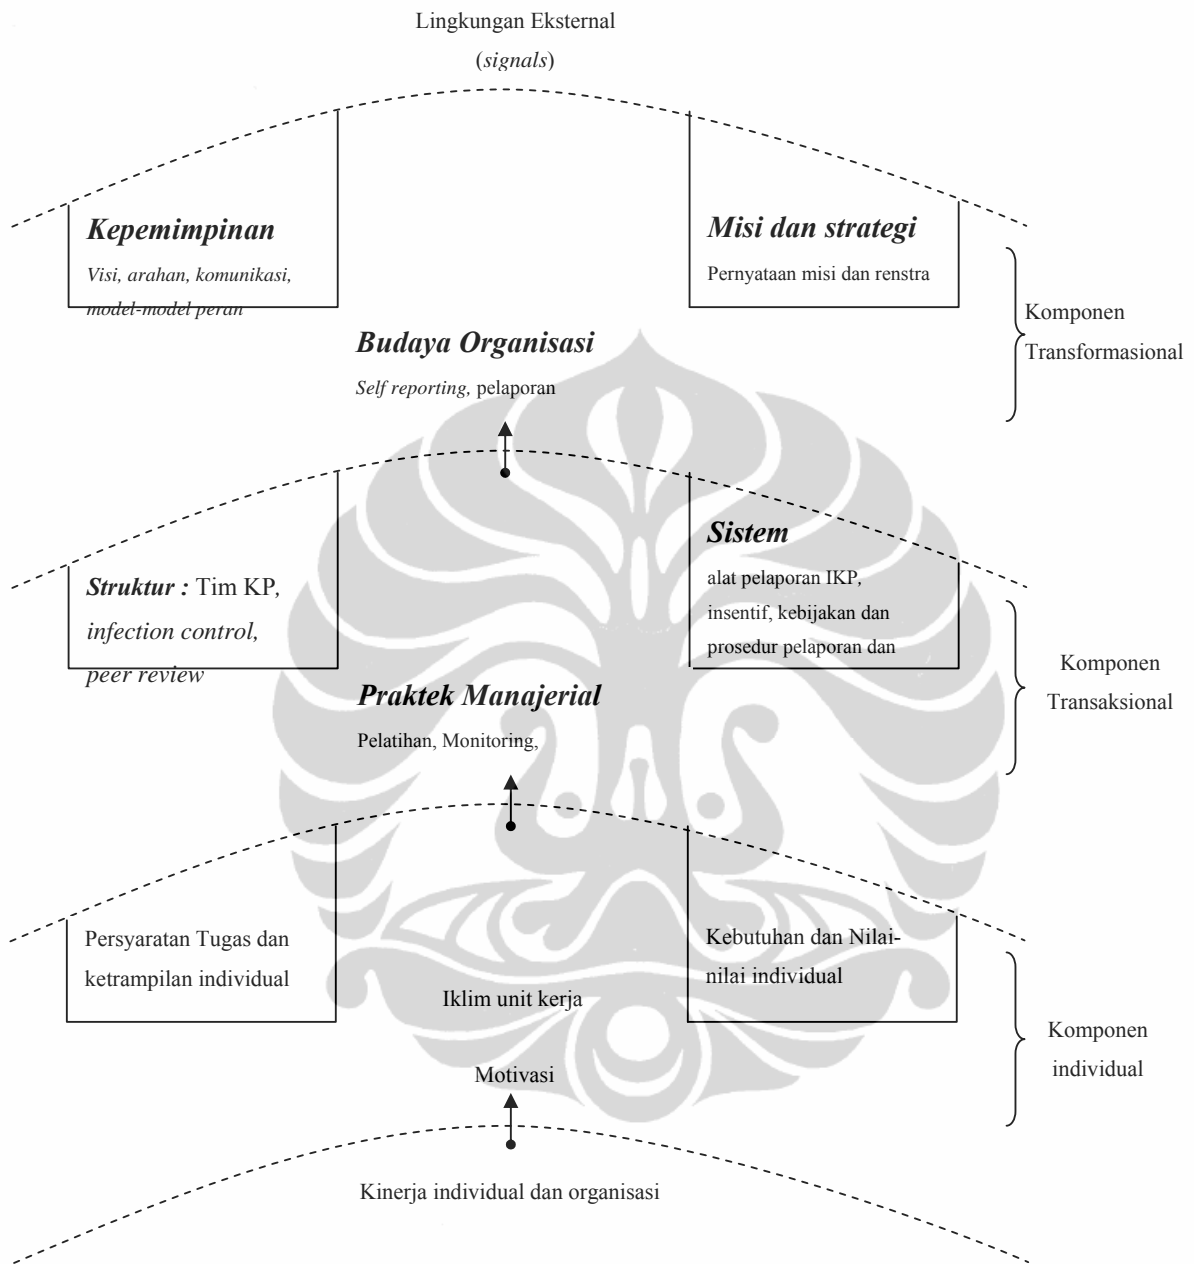 Lingkungan Eksternal
(signals)
Kepemimpinan
Visi, arahan, komunikasi,
model-model peran
Misi dan strategi
Pernyataan misi dan renstra
Komponen
Transformasional
Budaya Organisasi
Self reporting, pelaporan
Struktur : Tim KP,
infection control,
peer review
Sistem
alat pelaporan IKP,
insentif, kebijakan dan
prosedur pelaporan dan
Komponen
Transaksional
Praktek Manajerial
Pelatihan, Monitoring,
Persyaratan Tugas dan
ketrampilan individual
Kebutuhan dan Nilai-
nilai individual
Iklim unit kerja
Komponen
individual
Motivasi
Kinerja individual dan organisasi